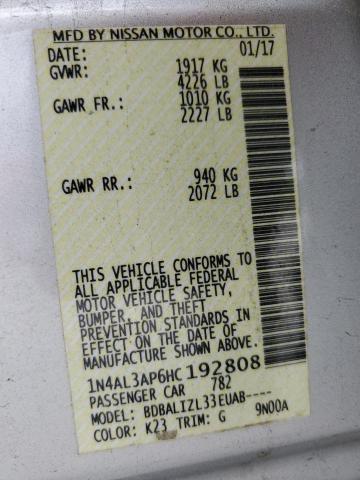 MFD BY NISSAN MOTOR CO., LTD.
DATE: 01/17
GVWR: 1917 KG
4226 LB
GAWR FR.: 1010 KG
2227 LB
GAWR RR.: 940 KG
2072 LB
THIS VEHICLE CONFORMS TO
ALL APPLICABLE FEDERAL
MOTOR VEHICLE SAFETY,
BUMPER, AND THEFT
PREVENTION STANDARDS IN
EFFECT ON THE DATE OF
MANUFACTURE SHOWN ABOVE.
1N4AL3AP6HC192808
PASSENGER CAR 782
MODEL: BDBALIZL33EUAB----
COLOR: K23 TRIM: G 9N00A